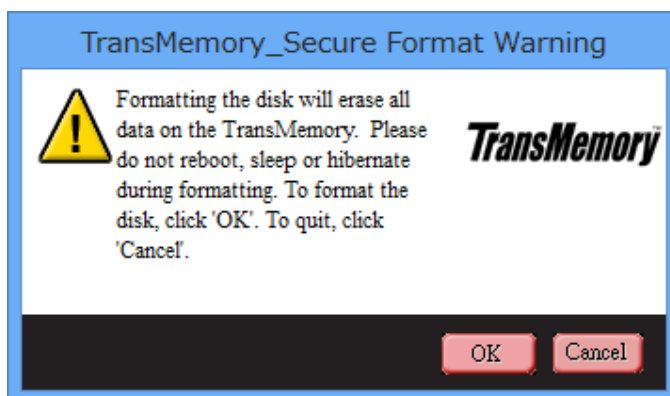 TransMemory_Secure Format Warning
Formatting the disk will erase all
data on the TransMemory.  Please
do not reboot, sleep or hibernate
during formatting. To format the
disk, click 'OK'. To quit, click
'Cancel'.
TransMemory™
OK
Cancel